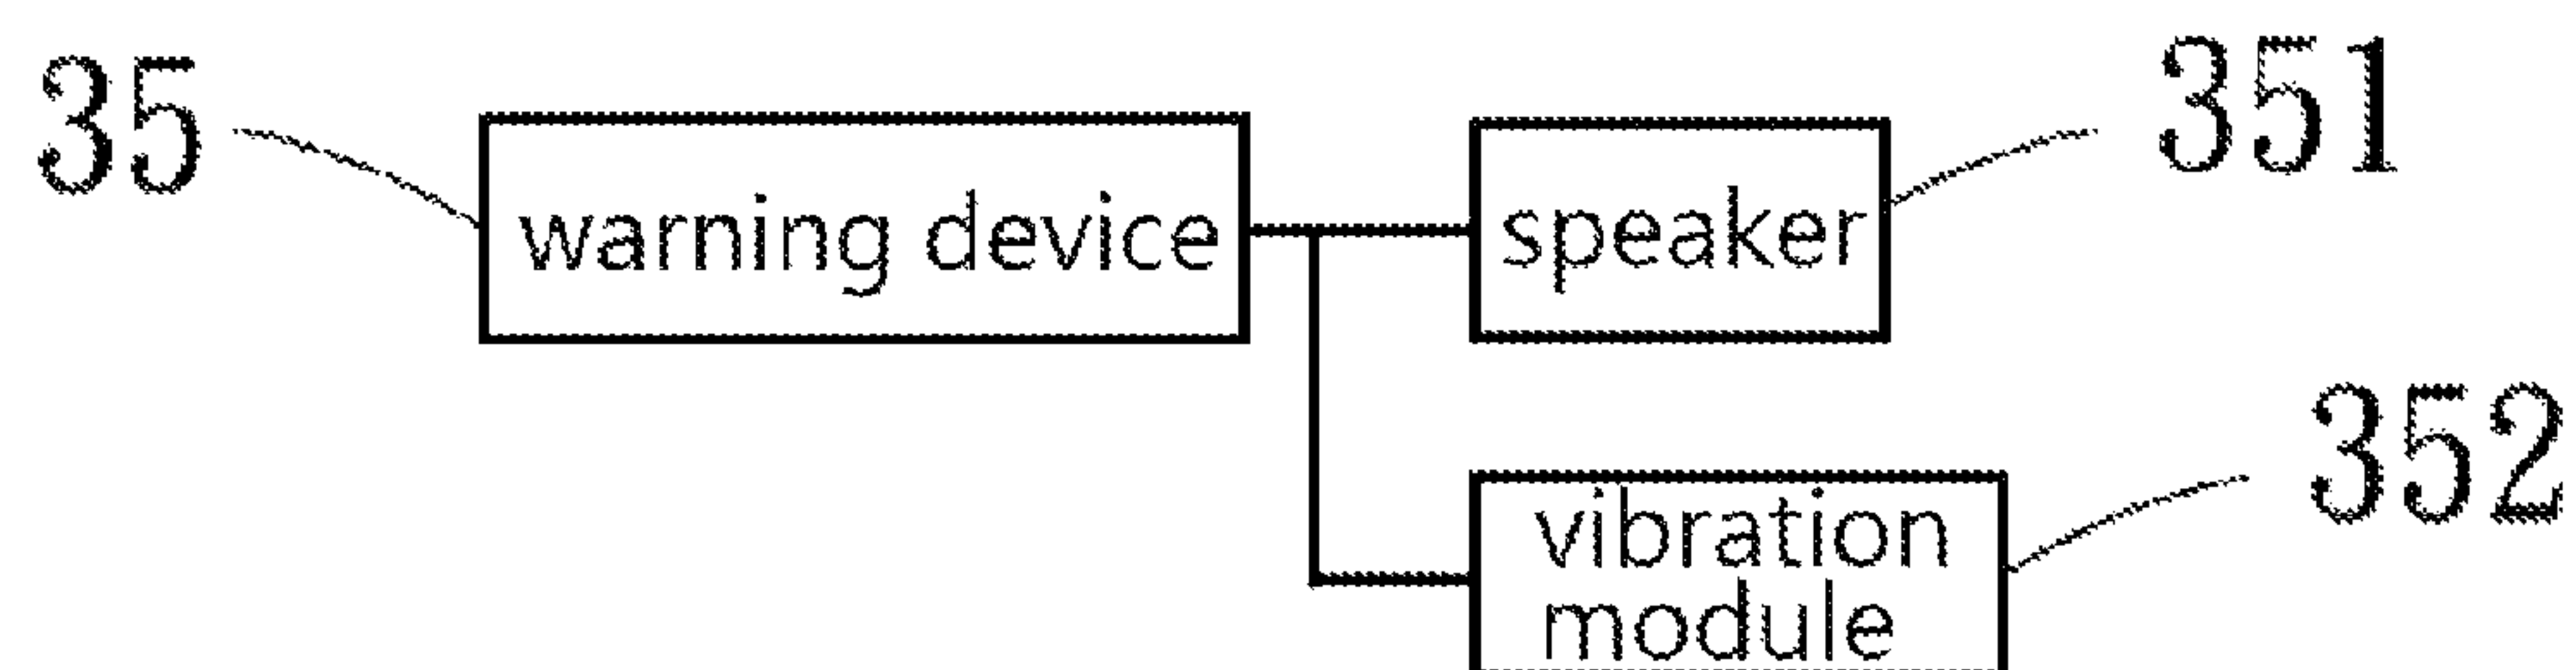 35
warning device
speaker
351
vibration
module
352